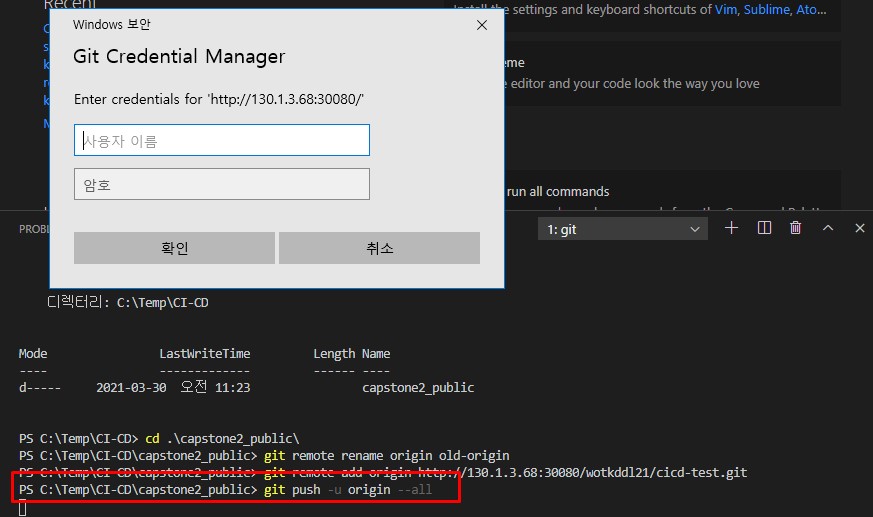 Recent
Install the settings and keyboard shortcuts of Vim, Sublime, Ato...
Windows 보안
Git Credential Manager
Enter credentials for 'http://130.1.3.68:30080/'
사용자 이름
암호
확인
취소
eme
e editor and your code look the way you love
run all commands
PROBL
1: git
디렉터리: C:\Temp\CI-CD
Mode LastWriteTime Length Name
---- ------------- ------ ----
d----- 2021-03-30 오전 11:23 capstone2_public
PS C:\Temp\CI-CD> cd .\capstone2_public\
PS C:\Temp\CI-CD\capstone2_public> git remote rename origin old-origin
PS C:\Temp\CI-CD\capstone2_public> git remote add origin http://130.1.3.68:30080/wotkddl21/cicd-test.git
PS C:\Temp\CI-CD\capstone2_public> git push -u origin --all